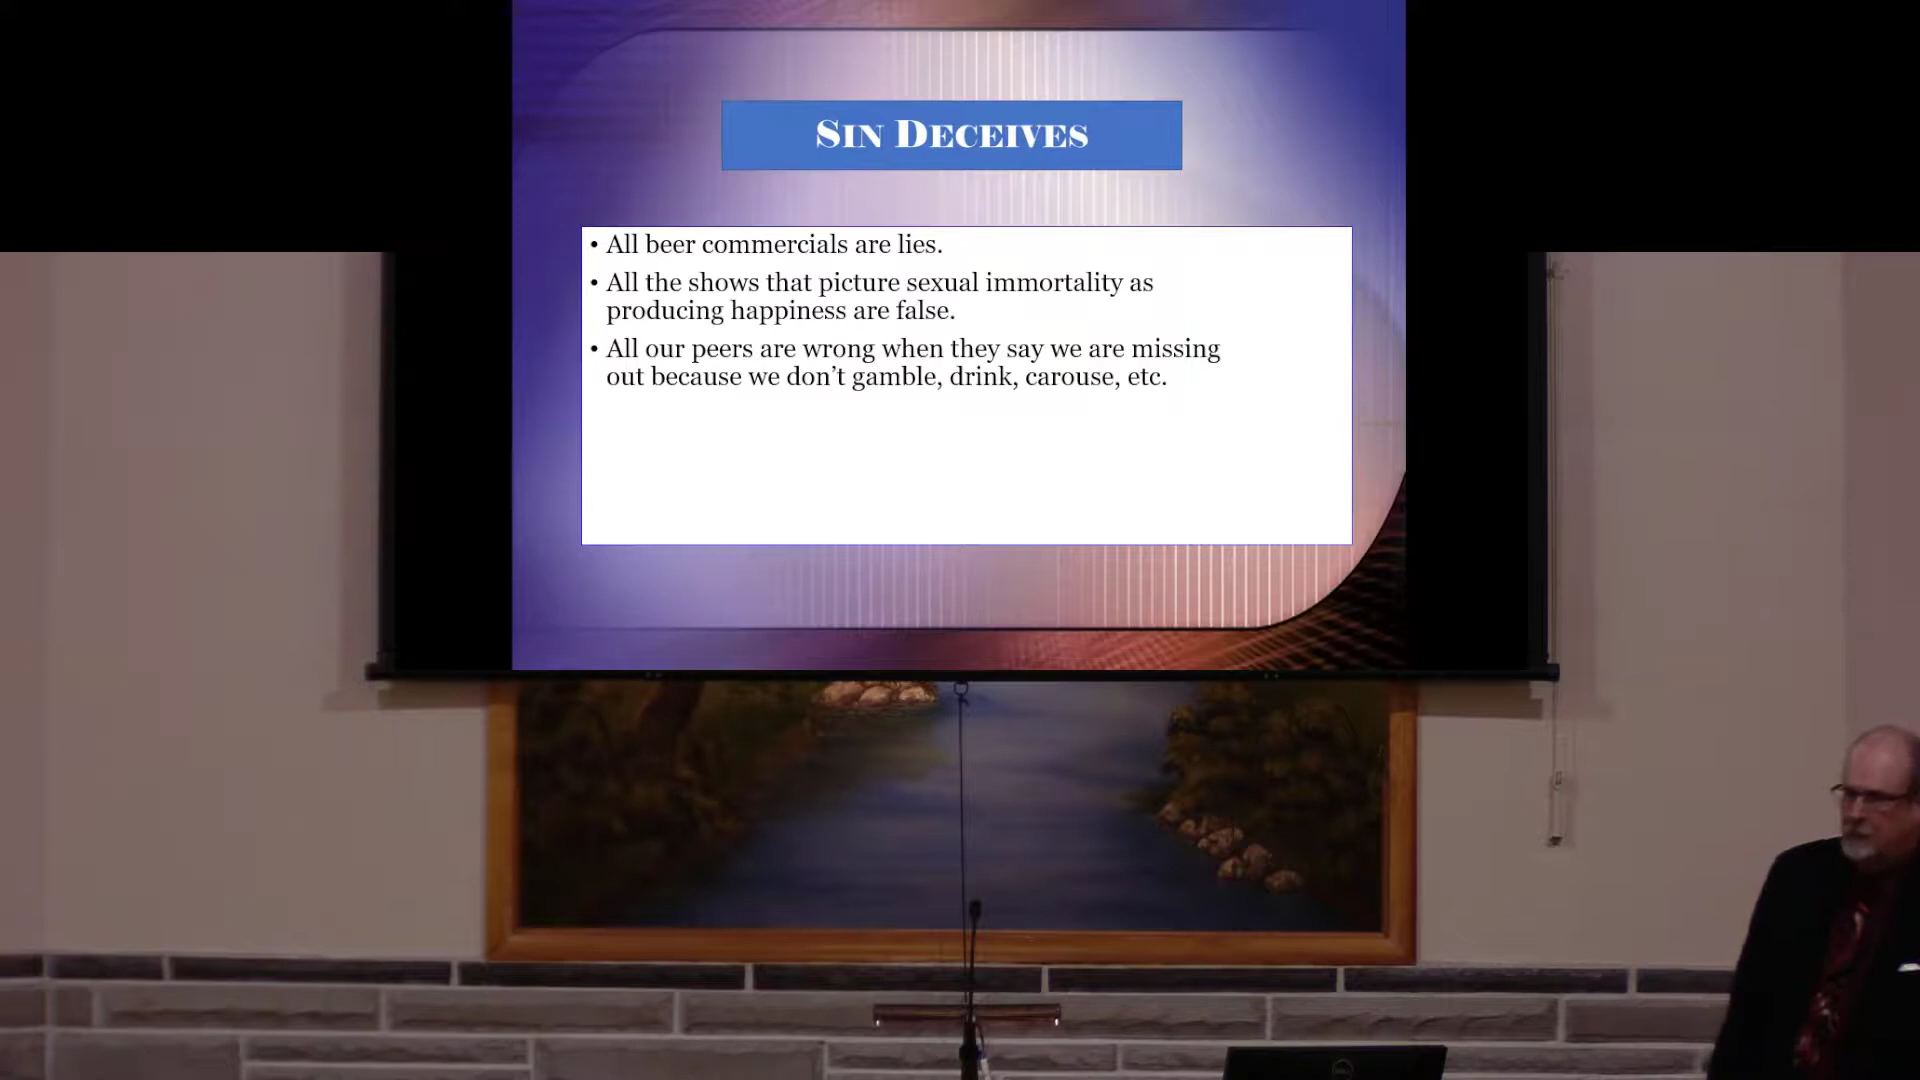 SIN DECEIVES
• All beer commercials are lies.
• All the shows that picture sexual immortality as
producing happiness are false.
• All our peers are wrong when they say we are missing
out because we don't gamble, drink, carouse, etc.